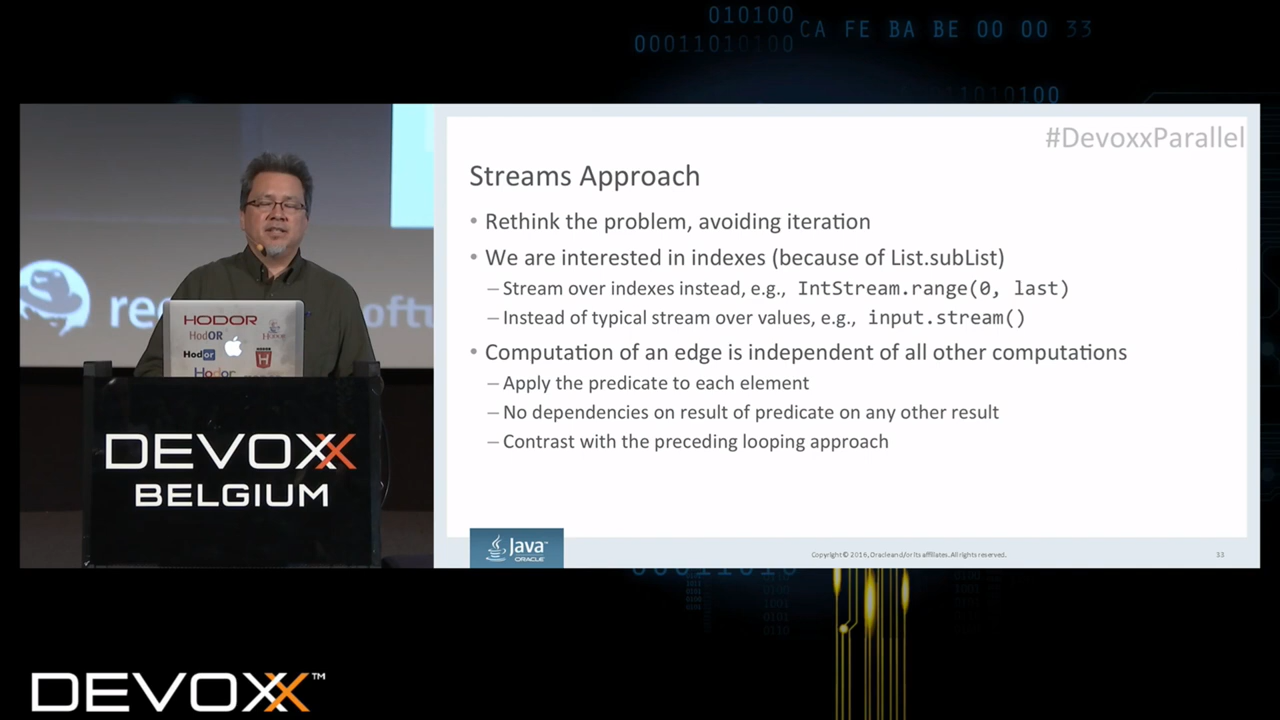 010100
00011010100
CA FE BA BE 00 00 33
1010100
#DevoxxParallel
Streams Approach
• Rethink the problem, avoiding iteration
• We are interested in indexes (because of List.subList)
– Stream over indexes instead, e.g., IntStream.range(0, last)
– Instead of typical stream over values, e.g., input.stream()
• Computation of an edge is independent of all other computations
– Apply the predicate to each element
– No dependencies on result of predicate on any other result
– Contrast with the preceding looping approach
Java™
ORACLE
Copyright © 2016, Oracle and/or its affiliates. All rights reserved.
33
HODOR
HodOR
Hodor
Hodor
DEVOXX
BELGIUM
DEVOXX™